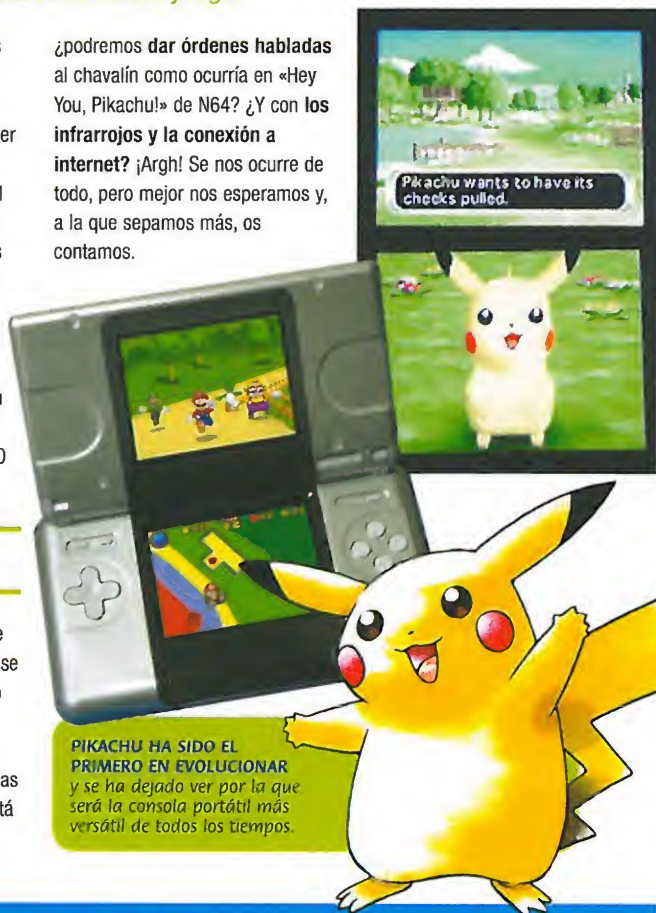 ¿podremos dar órdenes habladas
al chavalín como ocurría en «Hey
You, Pikachu!» de N64? ¿Y con los
infrarrojos y la conexión a
internet? ¡Argh! Se nos ocurre de
todo, pero mejor nos esperamos y,
a la que sepamos más, os
contamos.
Pikachu wants to have its
cheeks pulled.
PIKACHU HA SIDO EL
PRIMERO EN EVOLUCIONAR
y se ha dejado ver por la que
será la consola portátil más
versátil de todos los tiempos.